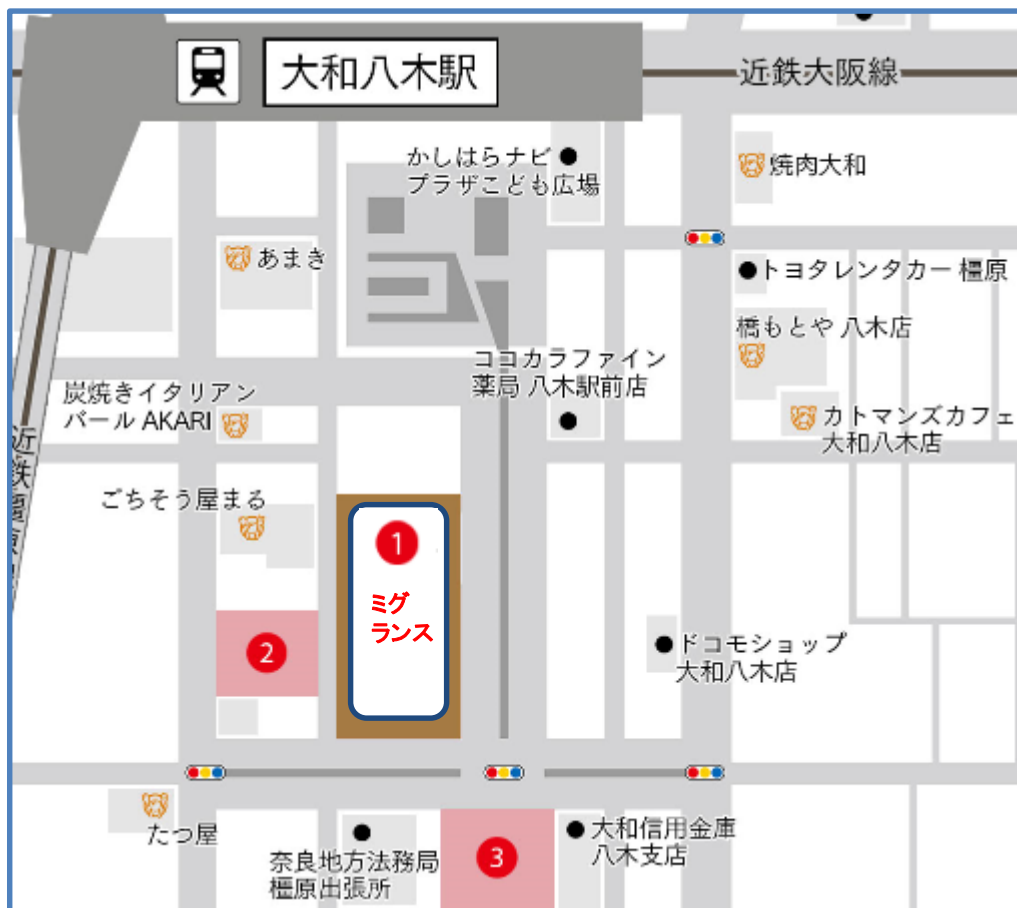 大和八木駅
近鉄大阪線
かしはらナビ
プラザこども広場
焼肉大和
あまき
トヨタレンタカー 橿原
橋もとや 八木店
ココカラファイン
薬局 八木駅前店
炭焼きイタリアン
バール AKARI
カトマンズカフェ
大和八木店
近鉄橿原
ごちそう屋まる
1
ミグ
ランス
2
ドコモショップ
大和八木店
たつ屋
奈良地方法務局
橿原出張所
3
大和信用金庫
八木支店